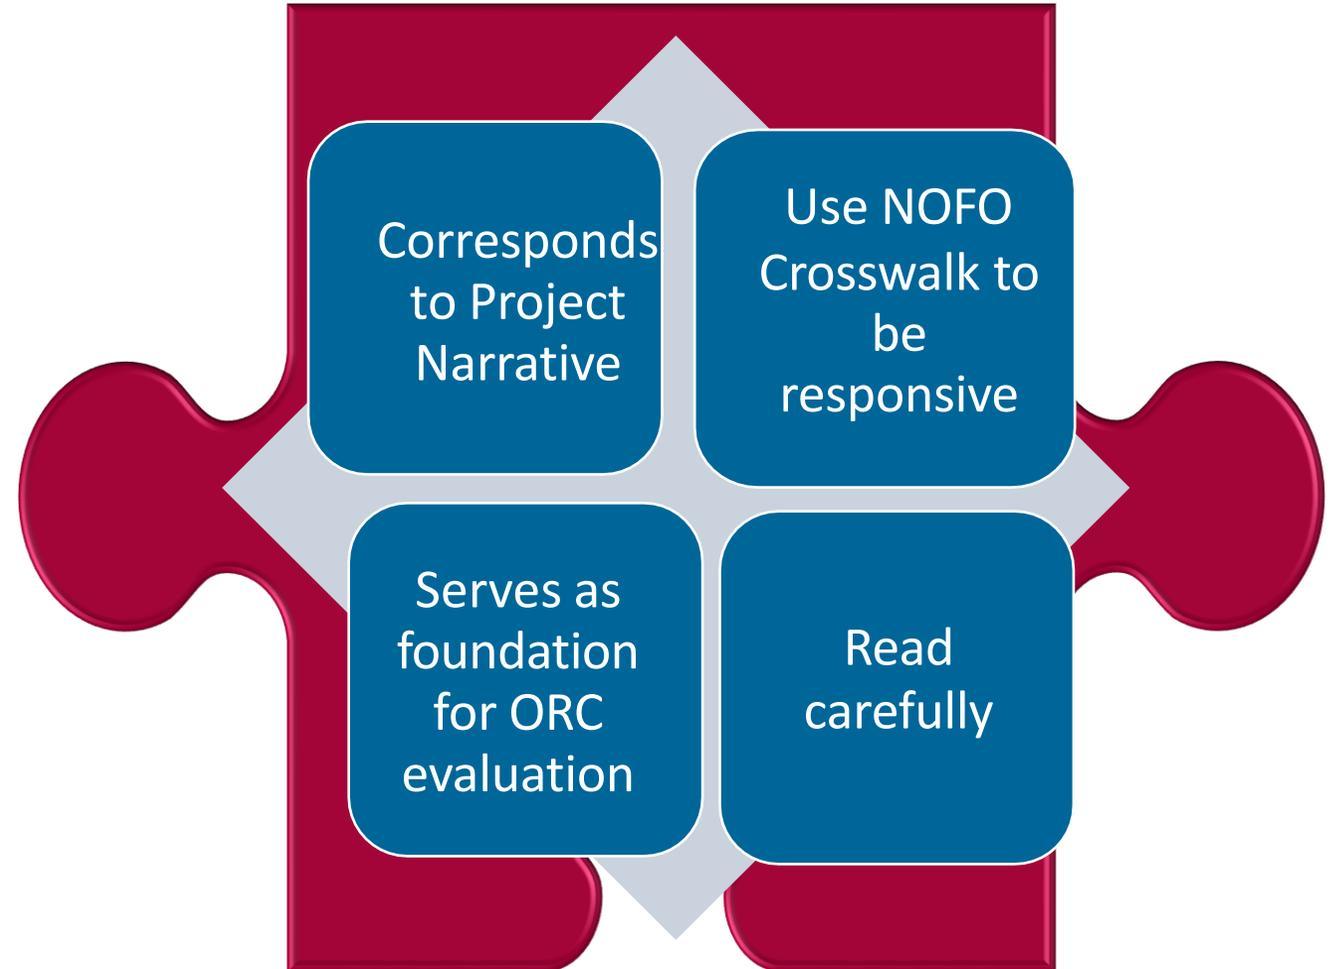 Corresponds
to Project
Narrative
Use NOFO
Crosswalk to
be
responsive
Serves as
foundation
for ORC
evaluation
Read
carefully